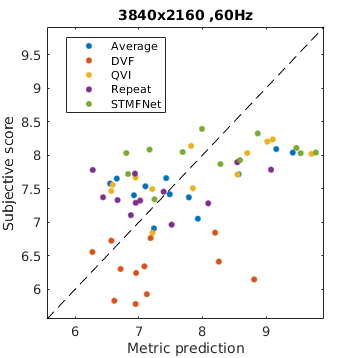 3840x2160 ,60Hz
Average
DVF
QVI
Repeat
STMFNet
Subjective score
9.5
9
8.5
8
7.5
7
6.5
6
6
7
8
9
Metric prediction